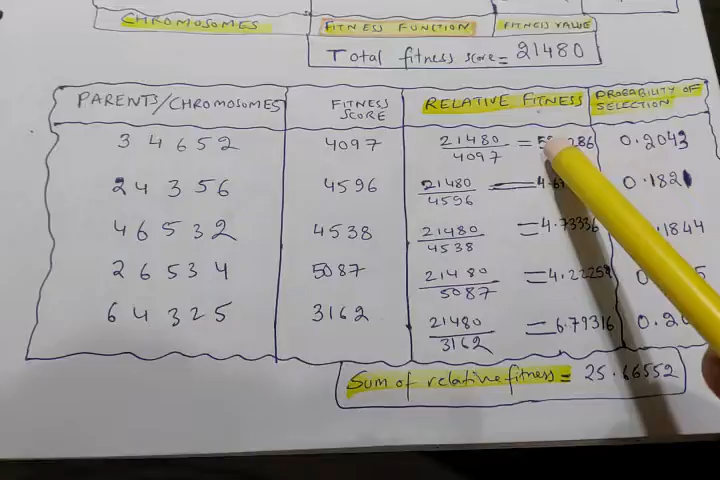 CHROMOSOMES FITNESS FUNCTION FITNESS VALUE
Total fitness score = 21480
PARENTS/CHROMOSOMES FITNESS SCORE RELATIVE FITNESS PROBABILITY OF SELECTION
3 4 6 5 2 4097 21480/4097 = 0.2043
2 4 3 5 6 4596 21480/4596 = 0.1821
4 6 5 3 2 4538 21480/4538 = 4.73336 .1844
2 6 5 3 4 5087 21480/5087 = 4.22252
6 4 3 2 5 3162 21480/3162 = 6.79316
Sum of relative fitness = 25.66552